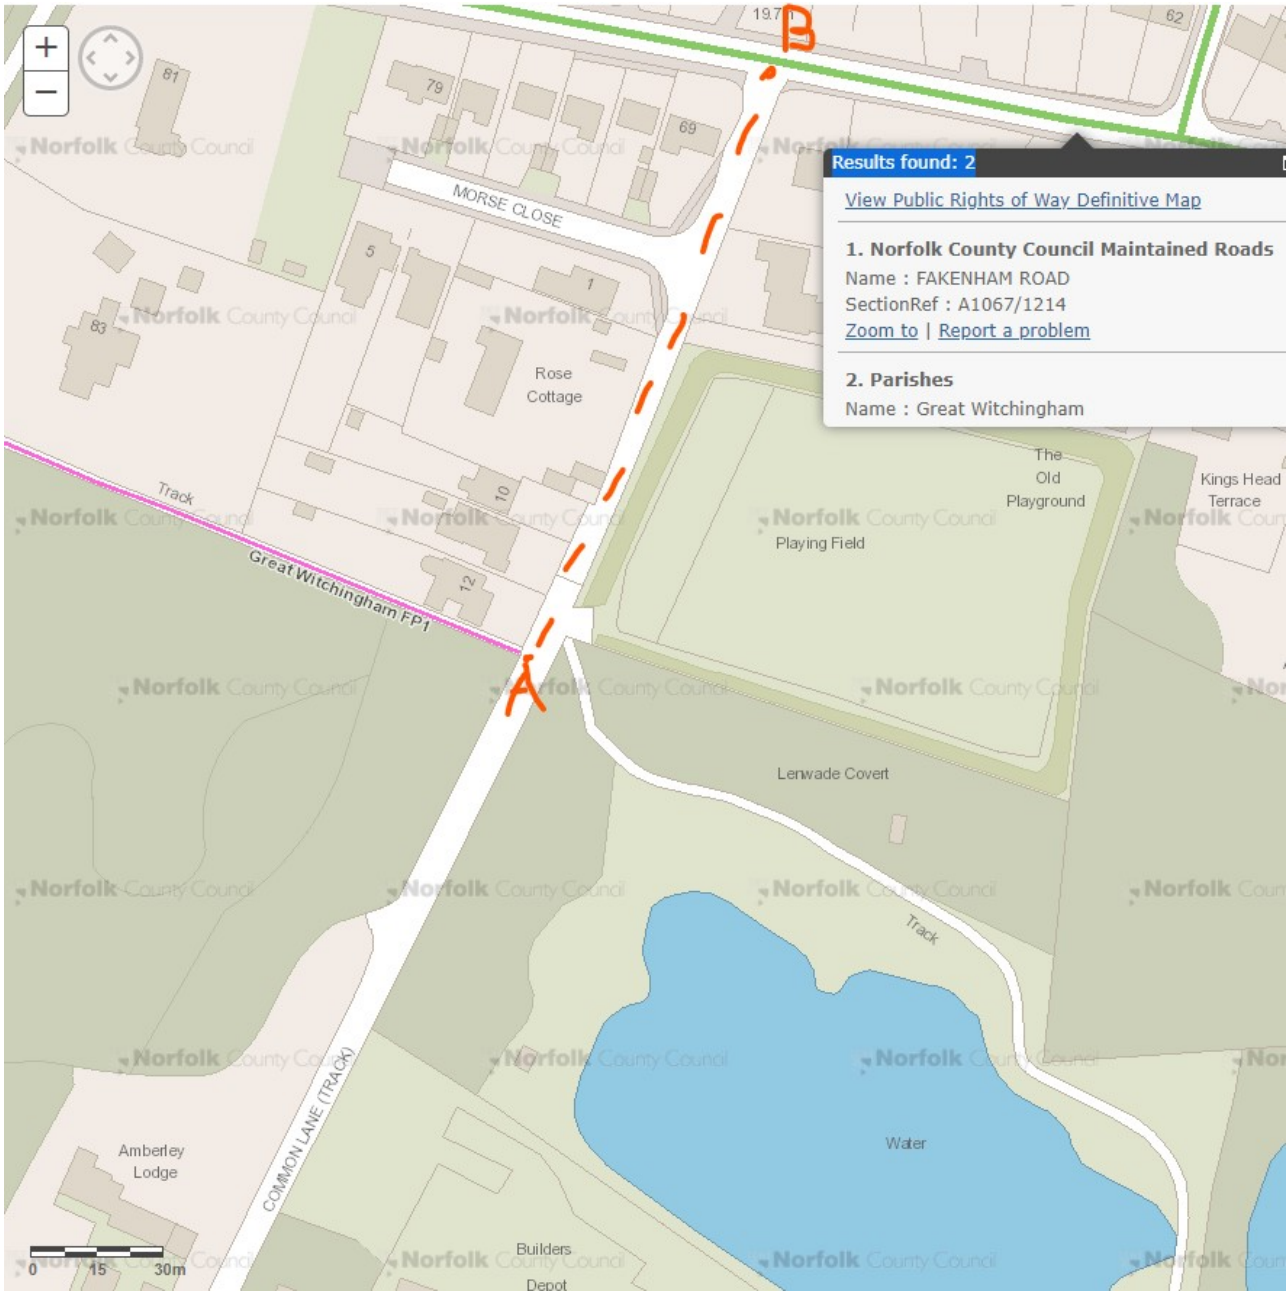 +
−
19.7m
B
62
81
79
69
MORSE CLOSE
Results found: 2
View Public Rights of Way Definitive Map
1. Norfolk County Council Maintained Roads
Name : FAKENHAM ROAD
SectionRef : A1067/1214
Zoom to | Report a problem
2. Parishes
Name : Great Witchingham
5
1
83
Rose
Cottage
The
Old
Playground
Kings Head
Terrace
Track
10
Playing Field
Great Witchingham FP1
12
A
Lenwade Covert
Track
COMMON LANE (TRACK)
Amberley
Lodge
Water
Builders
Depot
0 15 30m
Norfolk County Council